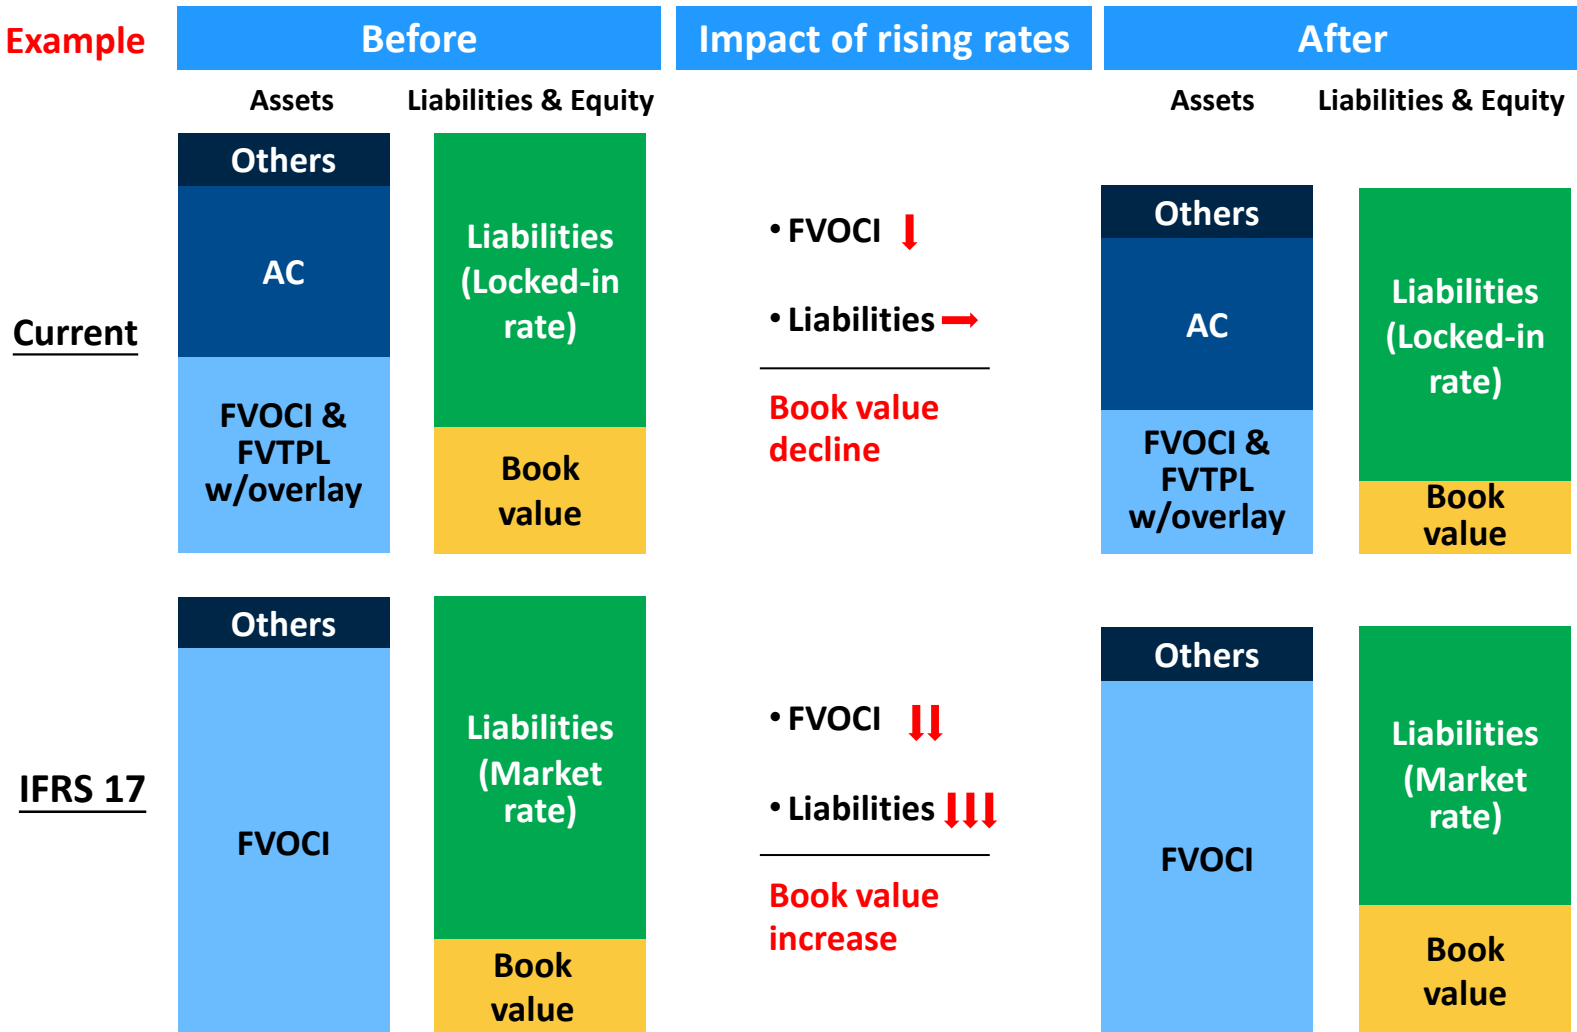 Example
Before
Impact of rising rates
After
Assets
Liabilities & Equity
Assets
Liabilities & Equity
Current
Others
AC
FVOCI &
FVTPL
w/overlay
Liabilities
(Locked-in
rate)
Book
value
• FVOCI
• Liabilities
Book value
decline
Others
AC
FVOCI &
FVTPL
w/overlay
Liabilities
(Locked-in
rate)
Book
value
IFRS 17
Others
FVOCI
Liabilities
(Market
rate)
Book
value
• FVOCI
• Liabilities
Book value
increase
Others
FVOCI
Liabilities
(Market
rate)
Book
value